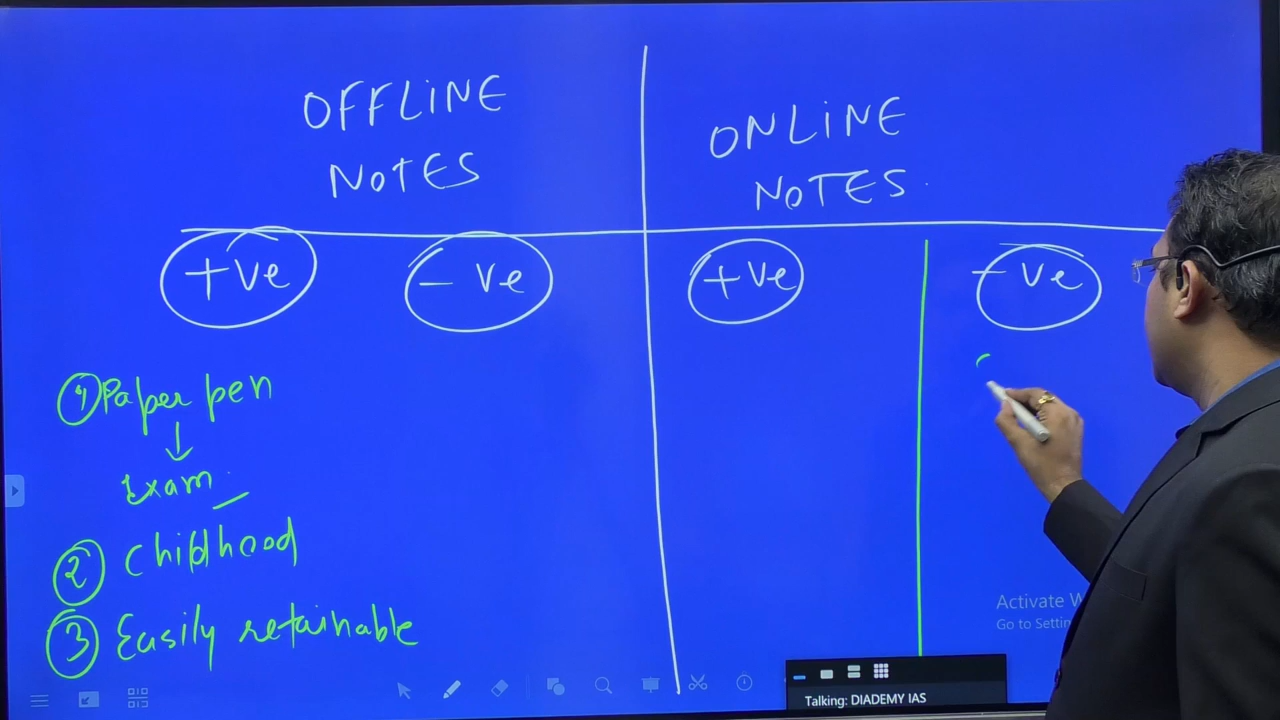 OFFLINE
NOTES
ONLINE
NOTES.
+ve
- ve
+ve
- ve
① Paper pen
↓
Exam.
② Childhood
③ Easily retainable
Activate W
Go to Settin
Talking: DIADEMY IAS